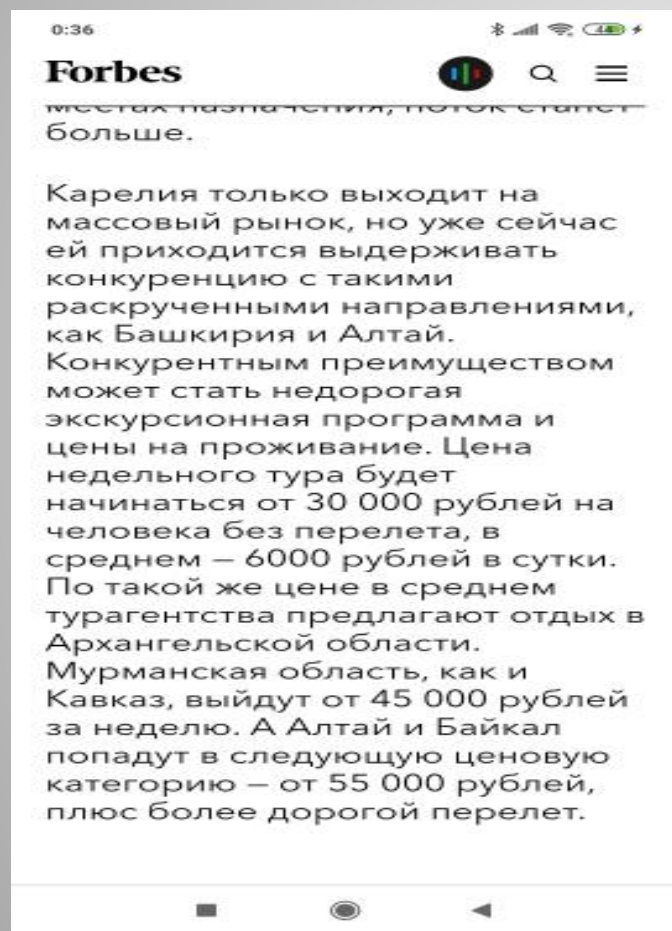 0:36
Forbes
местах назначения, поток станет
больше.
Карелия только выходит на
массовый рынок, но уже сейчас
ей приходится выдерживать
конкуренцию с такими
раскрученными направлениями,
как Башкирия и Алтай.
Конкурентным преимуществом
может стать недорогая
экскурсионная программа и
цены на проживание. Цена
недельного тура будет
начинаться от 30 000 рублей на
человека без перелета, в
среднем — 6000 рублей в сутки.
По такой же цене в среднем
турагентства предлагают отдых в
Архангельской области.
Мурманская область, как и
Кавказ, выйдут от 45 000 рублей
за неделю. А Алтай и Байкал
попадут в следующую ценовую
категорию — от 55 000 рублей,
плюс более дорогой перелет.